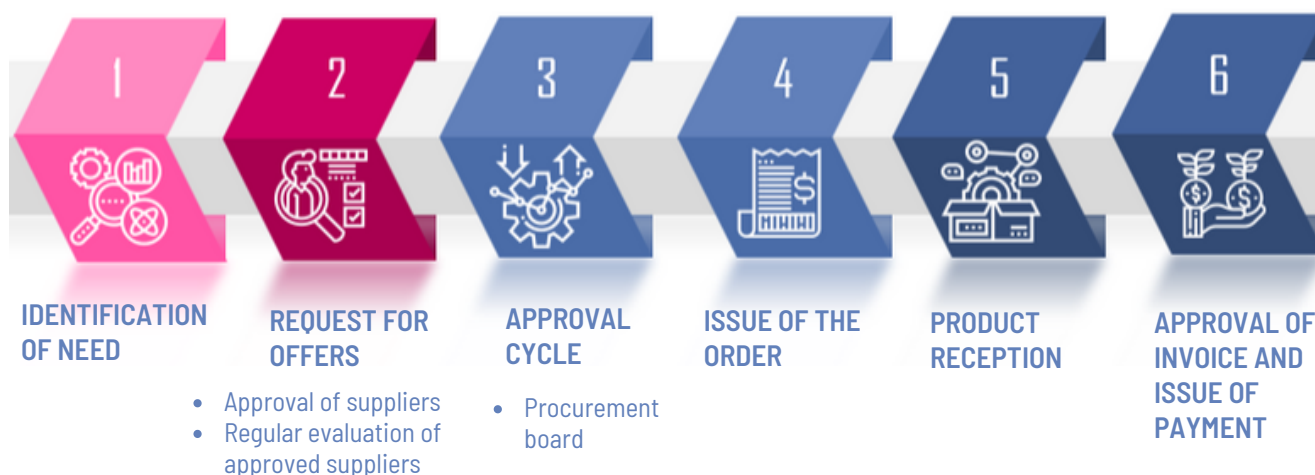 1
2
3
4
5
6
IDENTIFICATION
OF NEED
REQUEST FOR
OFFERS
• Approval of suppliers
• Regular evaluation of
approved suppliers
APPROVAL
CYCLE
• Procurement
board
ISSUE OF THE
ORDER
PRODUCT
RECEPTION
APPROVAL OF
INVOICE AND
ISSUE OF
PAYMENT